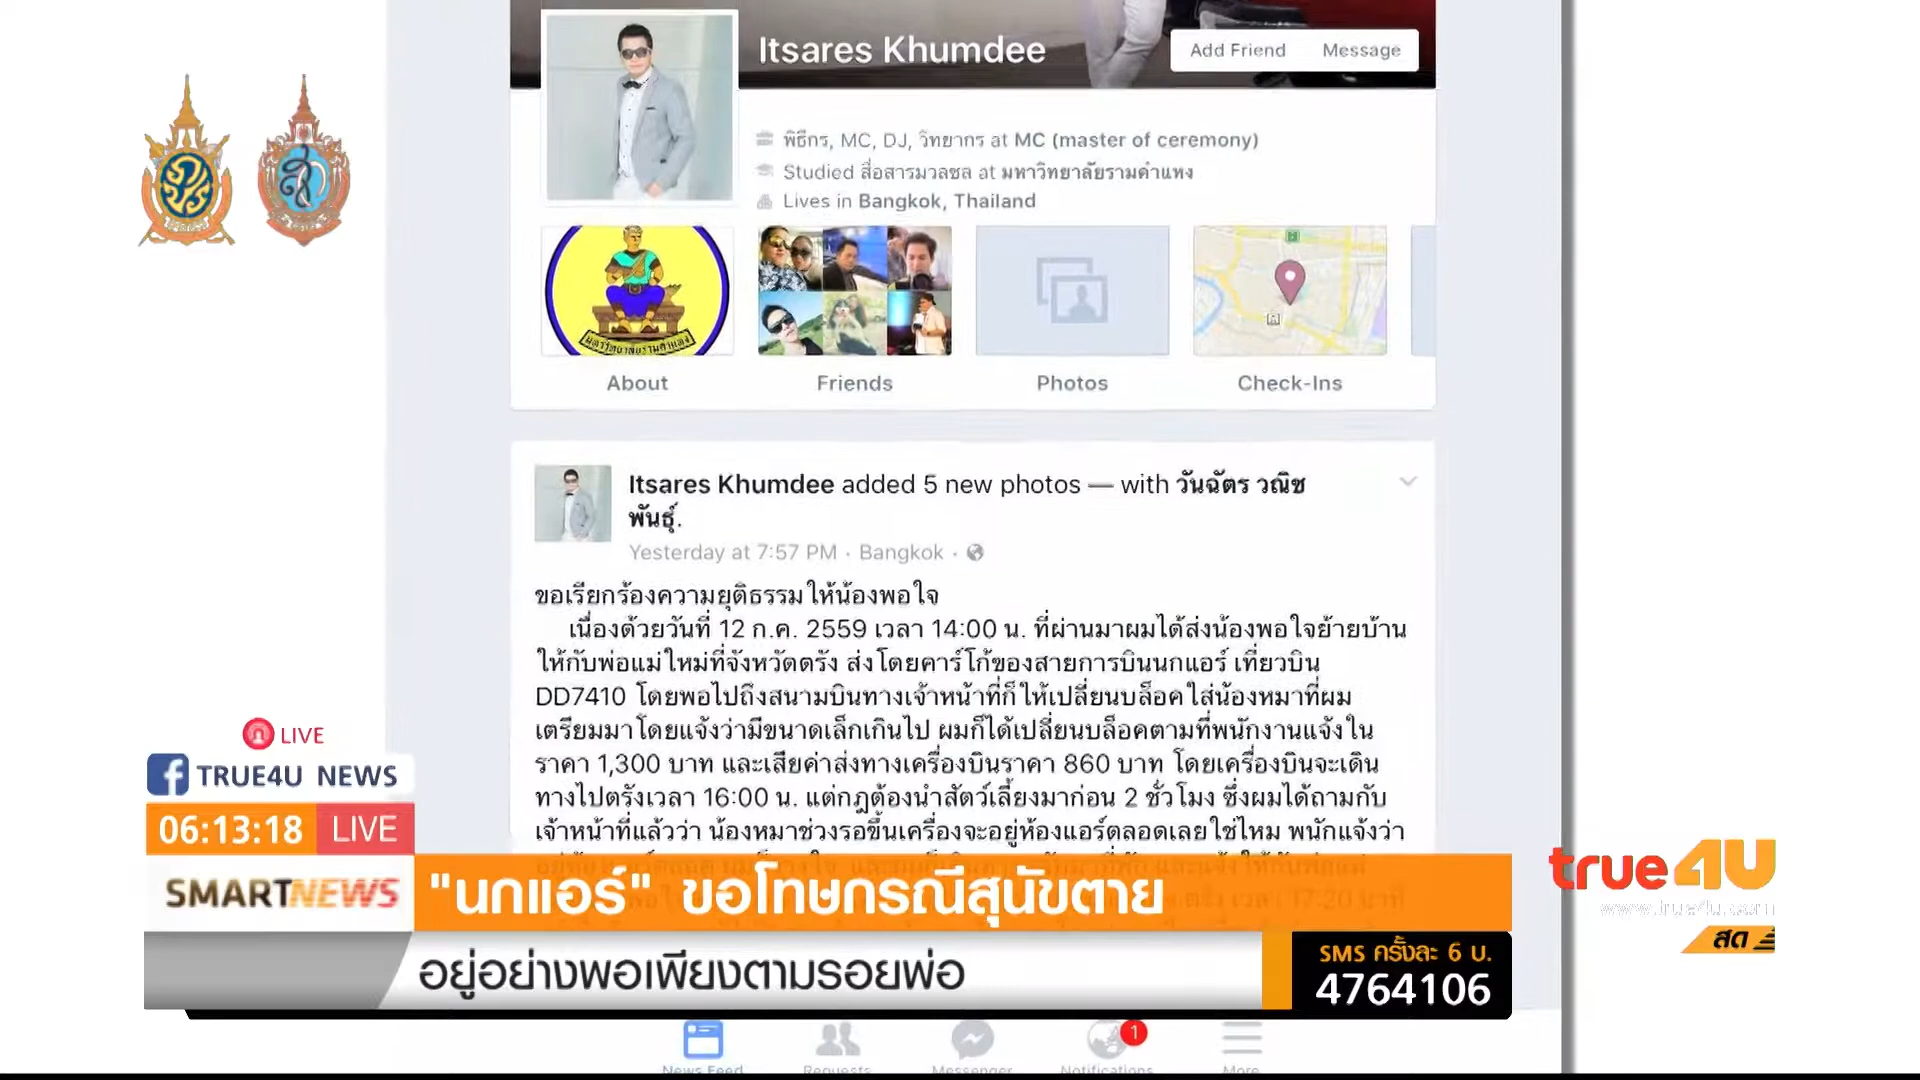 Itsares Khumdee
Add Friend
Message
พิธีกร, MC, DJ, วิทยากร at MC (master of ceremony)
Studied สื่อสารมวลชล at มหาวิทยาลัยรามคำแหง
Lives in Bangkok, Thailand
มหาวิทยาลัยรามคำแหง
About
Friends
Photos
Check-Ins
Itsares Khumdee added 5 new photos — with วันฉัตร วณิช
พันธุ์.
Yesterday at 7:57 PM · Bangkok ·
ขอเรียกร้องความยุติธรรมให้น้องพอใจ
เนื่องด้วยวันที่ 12 ก.ค. 2559 เวลา 14:00 น. ที่ผ่านมาผมได้ส่งน้องพอใจย้ายบ้าน
ให้กับพ่อแม่ใหม่ที่จังหวัดตรัง ส่งโดยคาร์โก้ของสายการบินนกแอร์ เที่ยวบิน
DD7410 โดยพอไปถึงสนามบินทางเจ้าหน้าที่ก็ให้เปลี่ยนบล็อคใส่น้องหมาที่ผม
เตรียมมาโดยแจ้งว่ามีขนาดเล็กเกินไป ผมก็ได้เปลี่ยนบล็อคตามที่พนักงานแจ้งใน
ราคา 1,300 บาท และเสียค่าส่งทางเครื่องบินราคา 860 บาท โดยเครื่องบินจะเดิน
ทางไปตรังเวลา 16:00 น. แต่กฎต้องนำสัตว์เลี้ยงมาก่อน 2 ชั่วโมง ซึ่งผมได้ถามกับ
เจ้าหน้าที่แล้วว่า น้องหมาช่วงรอขึ้นเครื่องจะอยู่ห้องแอร์ตลอดเลยใช่ไหม พนักแจ้งว่า
LIVE
TRUE4U NEWS
06:13:18 LIVE
SMARTNEWS
"นกแอร์" ขอโทษกรณีสุนัขตาย
อยู่อย่างพอเพียงตามรอยพ่อ
SMS ครั้งละ 6 บ.
4764106
true4U
www.true4u.com
สด
1
News Feed
Requests
Messenger
Notifications
More